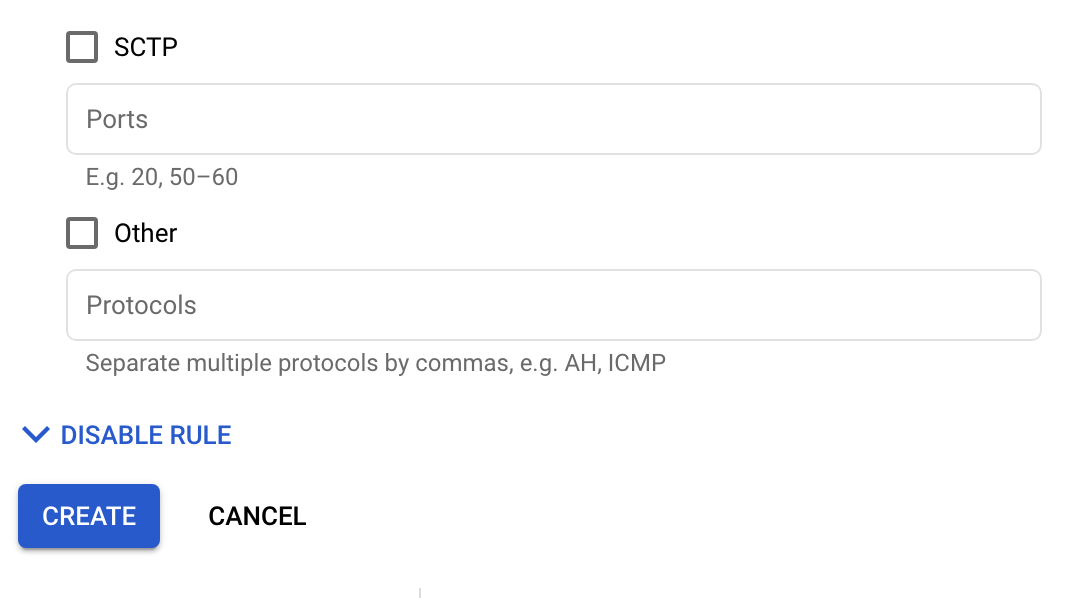 SCTP
Ports
E.g. 20, 50–60
Other
Protocols
Separate multiple protocols by commas, e.g. AH, ICMP
DISABLE RULE
CREATE CANCEL